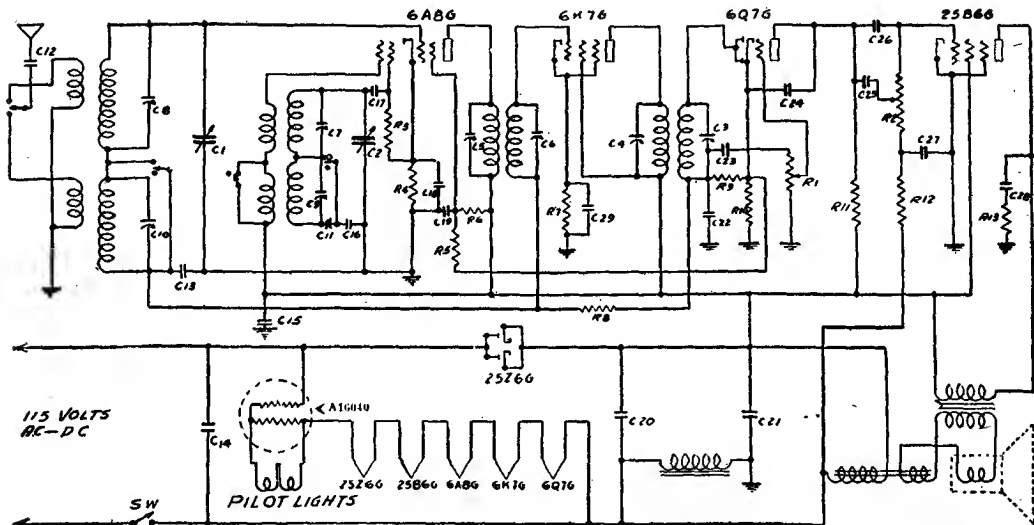 6A8G
6K7G
6Q7G
25B6G
C12
C8
C1
C17
C7
C2
R3
C5
C6
C4
C3
C24
C26
C25
R2
C27
C23
R1
C9
R4
C18
C10
C11
C16
C19
R6
R5
R7
C29
R9
C22
R10
R11
R12
C28
R13
C13
C15
R8
25Z6G
115 VOLTS
AC-DC
C14
A16040
C20
C21
25Z6G
25B6G
6A8G
6K7G
6Q7G
PILOT LIGHTS
SW